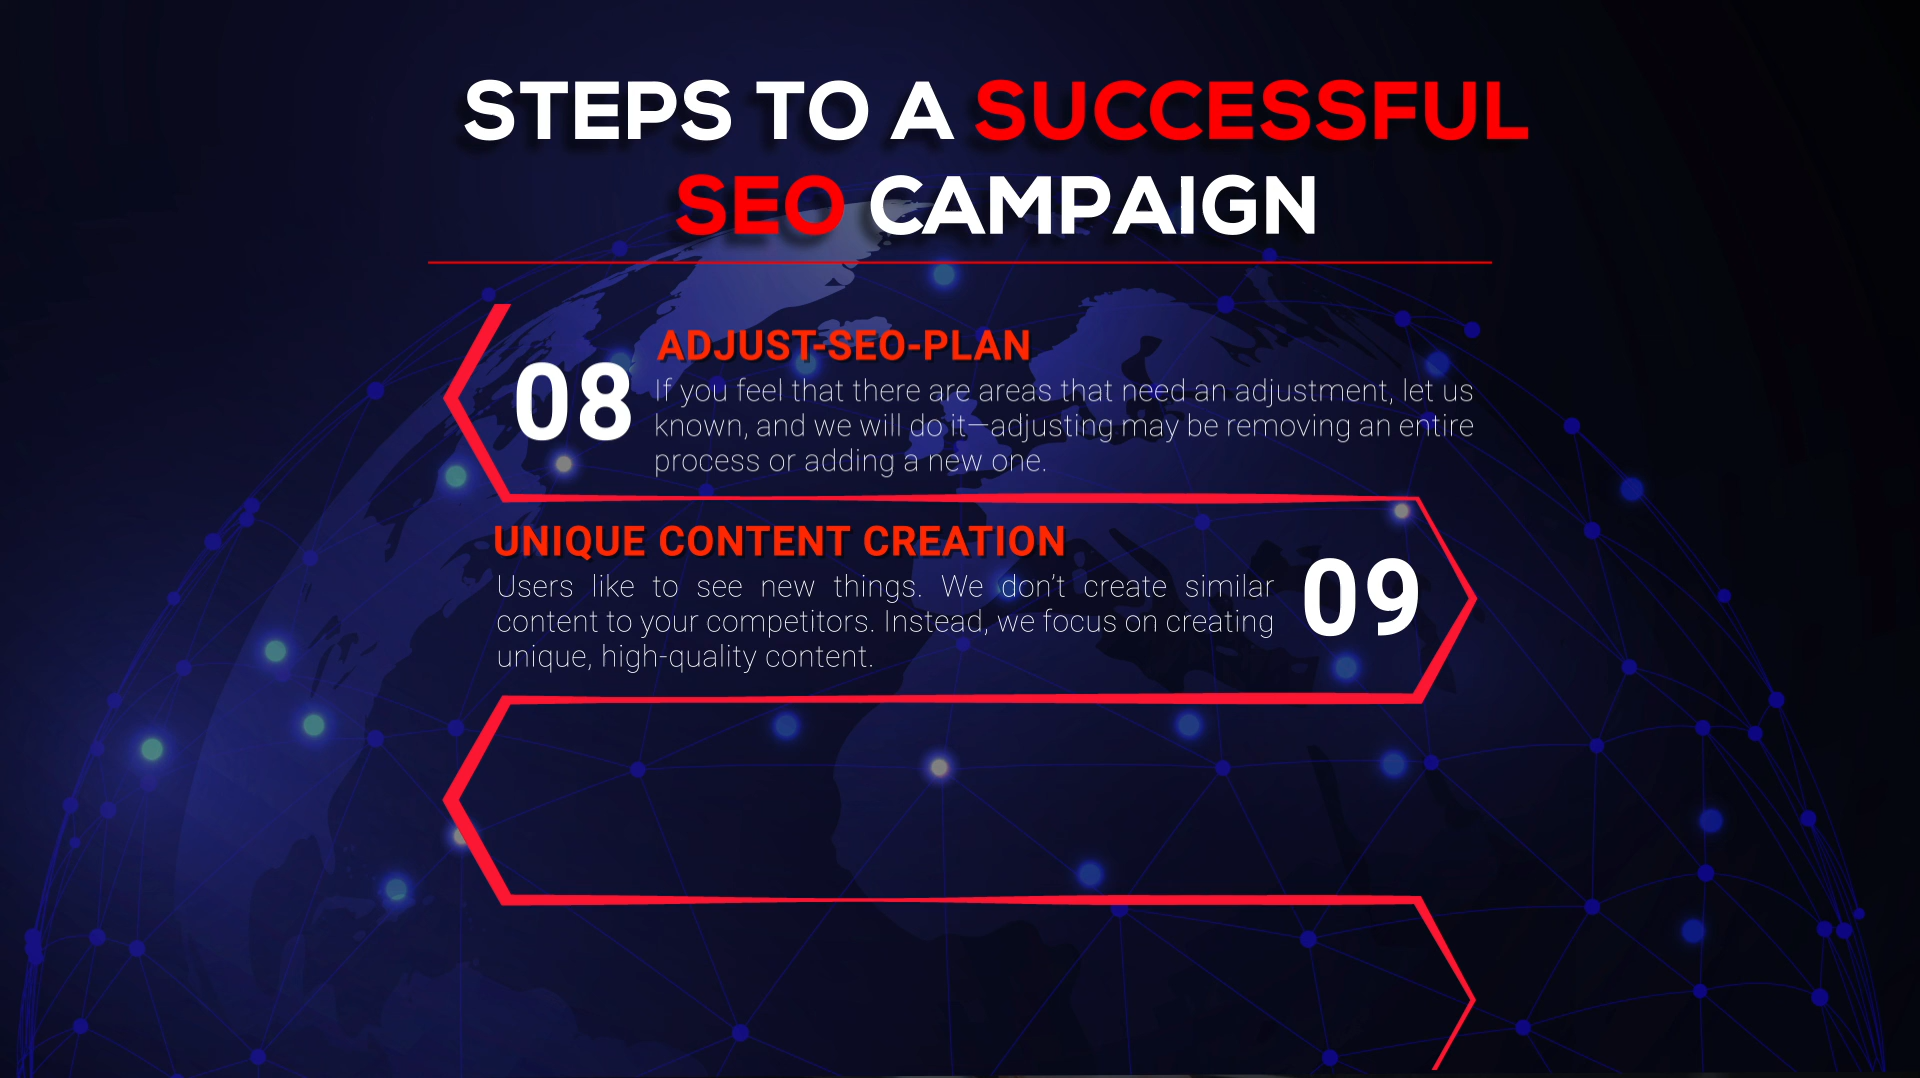 STEPS TO A SUCCESSFUL
SEO CAMPAIGN
ADJUST-SEO-PLAN
08
If you feel that there are areas that need an adjustment, let us
known, and we will do it—adjusting may be removing an entire
process or adding a new one.
UNIQUE CONTENT CREATION
Users like to see new things. We don’t create similar
content to your competitors. Instead, we focus on creating
unique, high-quality content.
09